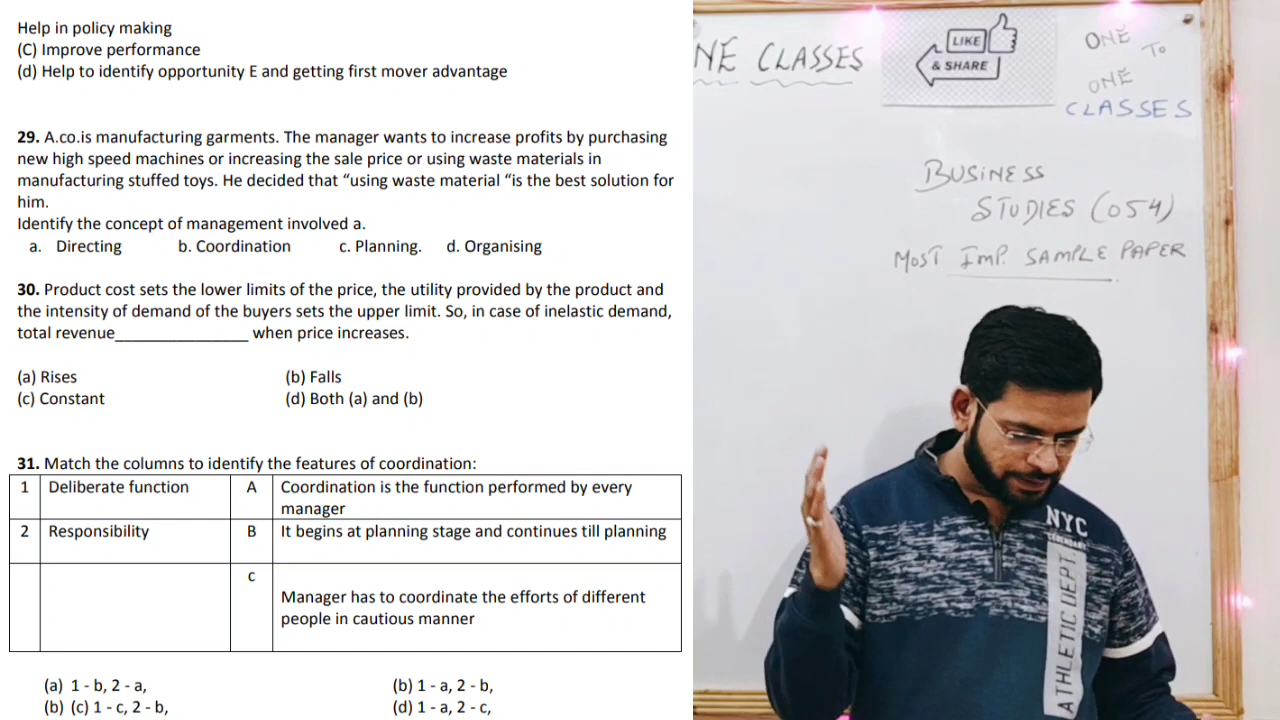 Help in policy making
(C) Improve performance
(d) Help to identify opportunity E and getting first mover advantage
29. A.co.is manufacturing garments. The manager wants to increase profits by purchasing
new high speed machines or increasing the sale price or using waste materials in
manufacturing stuffed toys. He decided that “using waste material “is the best solution for
him.
Identify the concept of management involved a.
a. Directing b. Coordination c. Planning. d. Organising
30. Product cost sets the lower limits of the price, the utility provided by the product and
the intensity of demand of the buyers sets the upper limit. So, in case of inelastic demand,
total revenue________________ when price increases.
(a) Rises (b) Falls
(c) Constant (d) Both (a) and (b)
31. Match the columns to identify the features of coordination:
1 Deliberate function A Coordination is the function performed by every
manager
2 Responsibility B It begins at planning stage and continues till planning
C
Manager has to coordinate the efforts of different
people in cautious manner
(a) 1 - b, 2 - a, (b) 1 - a, 2 - b,
(b) (c) 1 - c, 2 - b, (d) 1 - a, 2 - c,
NE CLASSES
LIKE
& SHARE
ONE
TO
ONE
CLASSES
BUSINESS
STUDIES (054)
MOST IMP. SAMPLE PAPER
NYC
LEGENDARY
ATHLETIC DEPT.